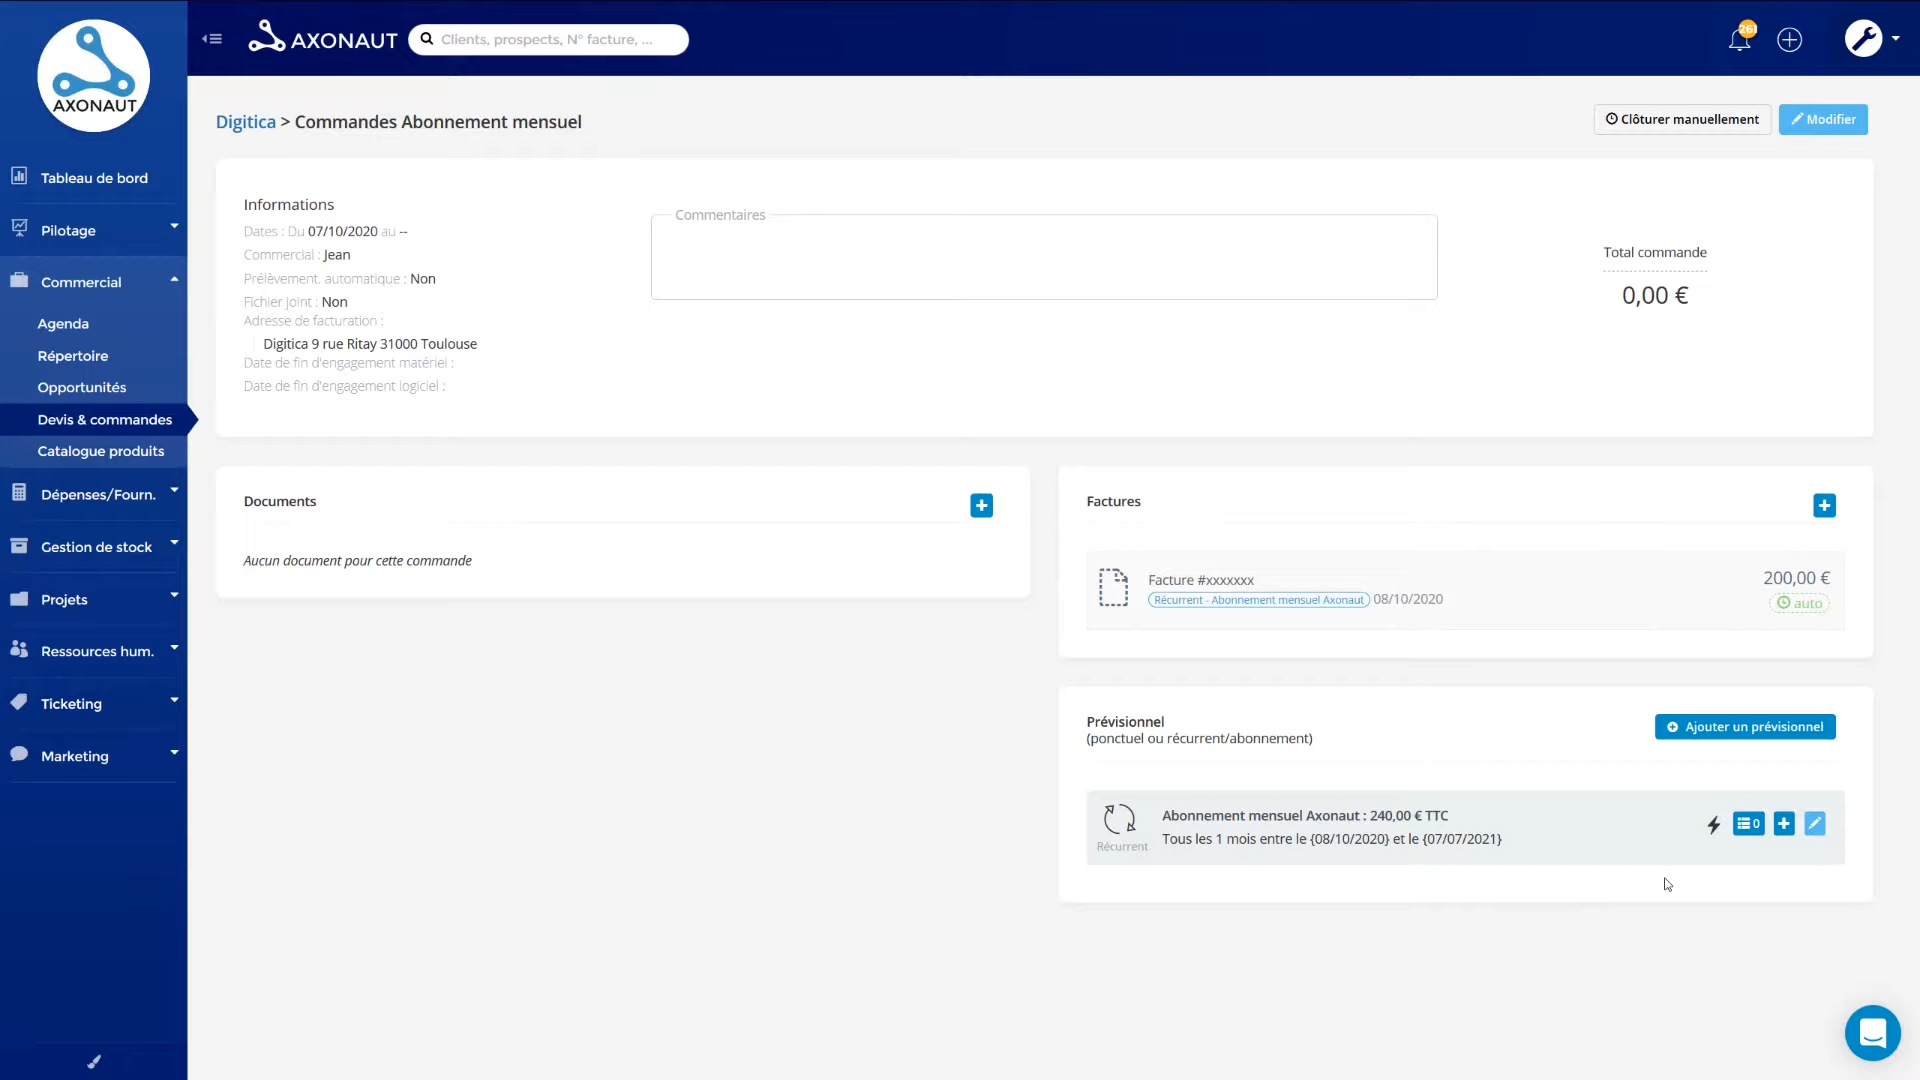 AXONAUT
AXONAUT
Clients, prospects, N° facture, ...
261
Digitica > Commandes Abonnement mensuel
Clôturer manuellement
Modifier
Tableau de bord
Pilotage
Commercial
Agenda
Répertoire
Opportunités
Devis & commandes
Catalogue produits
Dépenses/Fourn.
Gestion de stock
Projets
Ressources hum.
Ticketing
Marketing
Informations
Dates : Du 07/10/2020 au --
Commercial : Jean
Prélèvement. automatique : Non
Fichier joint : Non
Adresse de facturation :
Digitica 9 rue Ritay 31000 Toulouse
Date de fin d'engagement matériel :
Date de fin d'engagement logiciel :
Commentaires
Total commande
0,00 €
Documents
Aucun document pour cette commande
Factures
Facture #xxxxxxx
Récurrent - Abonnement mensuel Axonaut 08/10/2020
200,00 €
auto
Prévisionnel
(ponctuel ou récurrent/abonnement)
Ajouter un prévisionnel
Récurrent
Abonnement mensuel Axonaut : 240,00 € TTC
Tous les 1 mois entre le {08/10/2020} et le {07/07/2021}
0